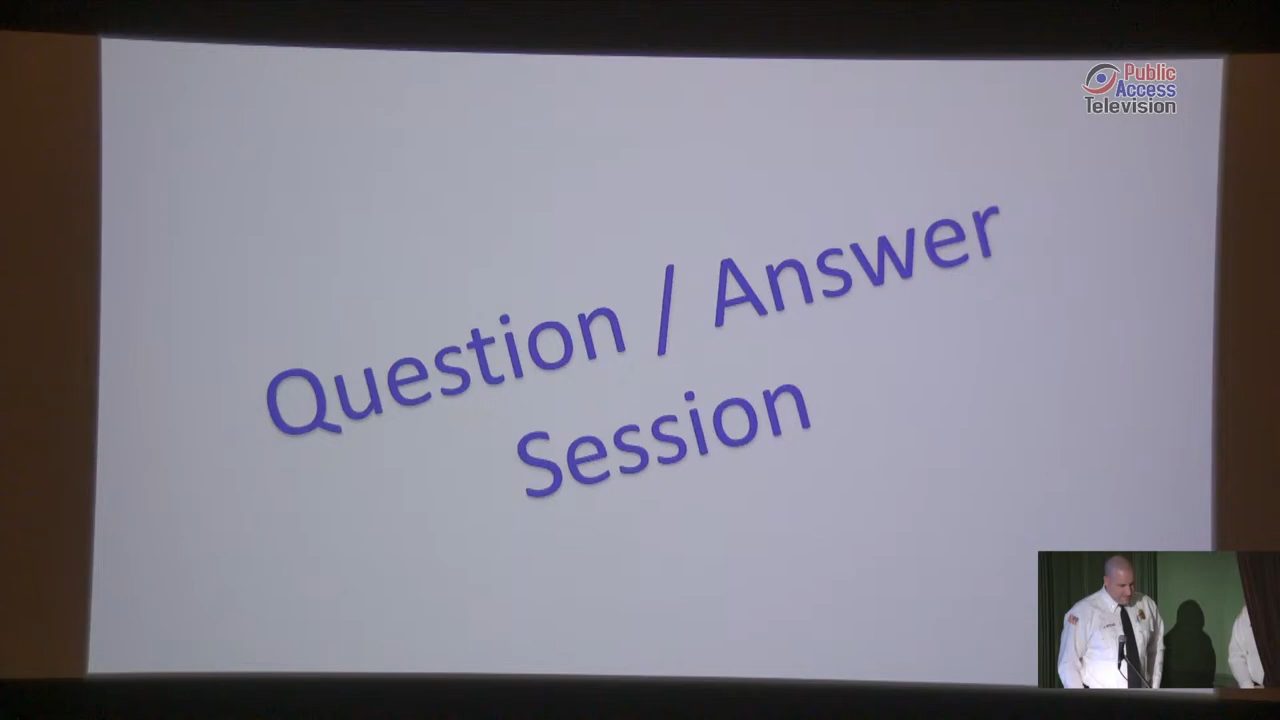 Public
Access
Television
Question / Answer
Session